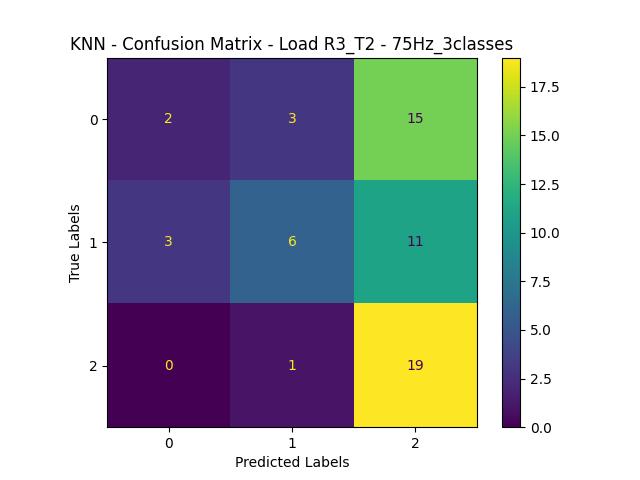 KNN - Confusion Matrix - Load R3_T2 - 75Hz_3classes
0 2 3 15
1 3 6 11
2 0 1 19
0 1 2
True Labels
Predicted Labels
17.5
15.0
12.5
10.0
7.5
5.0
2.5
0.0